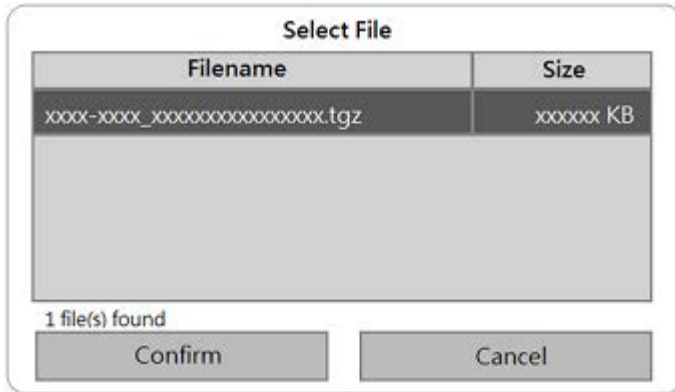 Select File
Filename Size
xxxx-xxxx_xxxxxxxxxxxxxxxx.tgz xxxxxx KB
1 file(s) found
Confirm Cancel